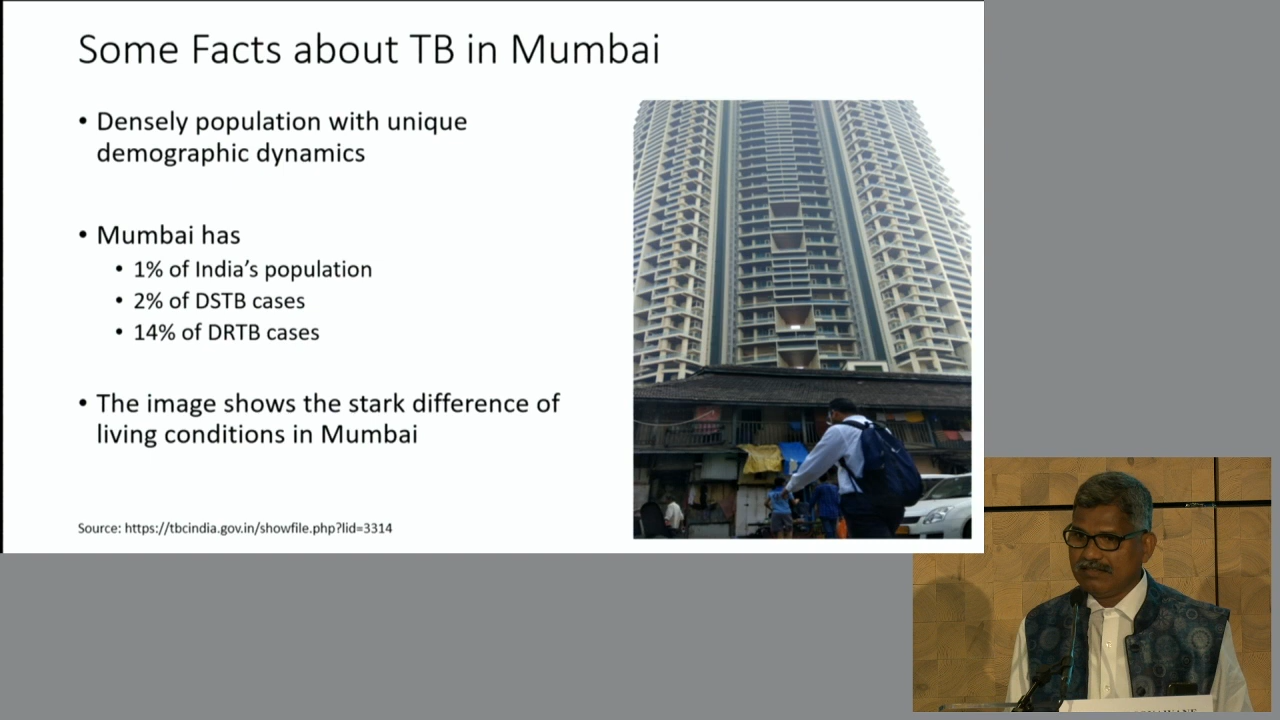 Some Facts about TB in Mumbai
• Densely population with unique
demographic dynamics
• Mumbai has
• 1% of India’s population
• 2% of DSTB cases
• 14% of DRTB cases
• The image shows the stark difference of
living conditions in Mumbai
Source: https://tbcindia.gov.in/showfile.php?lid=3314